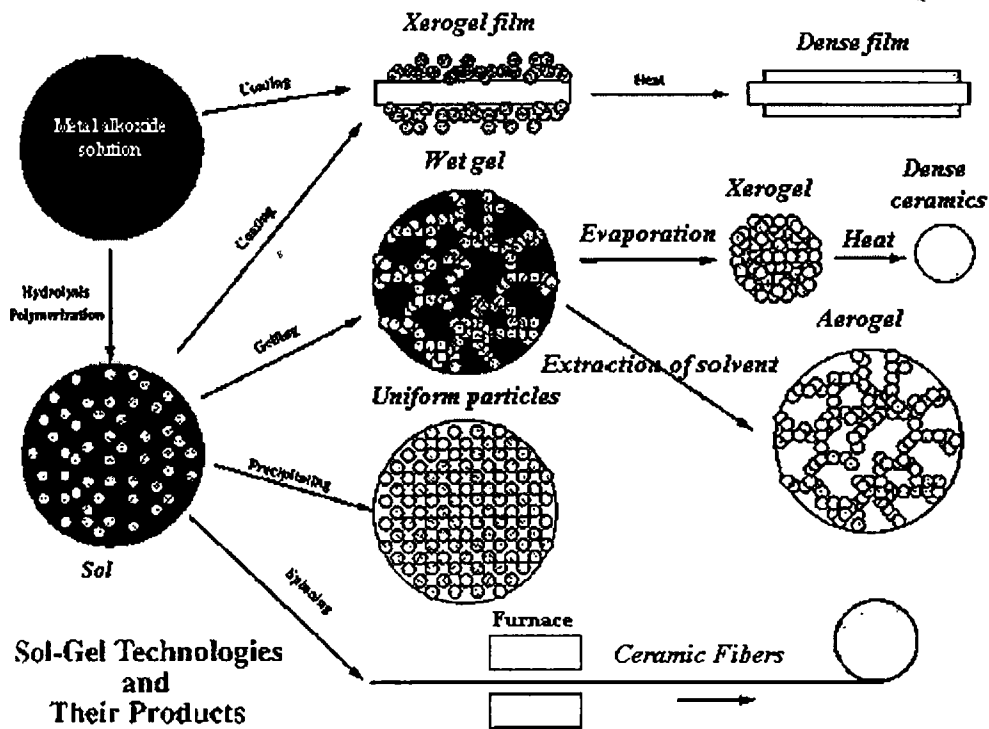 Xerogel film
Dense film
Coating
Heat
Metal alkoxide
solution
Wet gel
Xerogel
Dense
ceramics
Coating
Evaporation
Heat
Hydrolysis
Polymerization
Gelling
Aerogel
Extraction of solvent
Uniform particles
Precipitating
Sol
Spinning
Furnace
Ceramic Fibers
Sol-Gel Technologies
and
Their Products